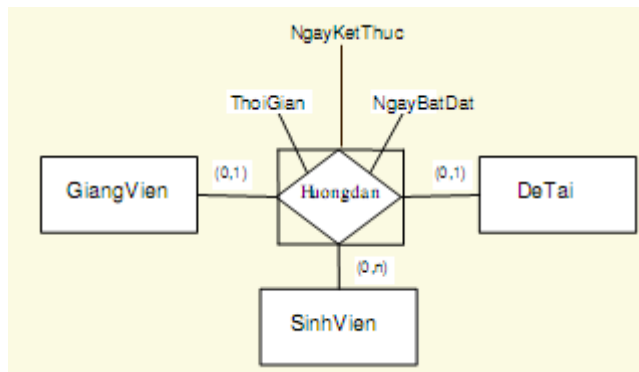 NgayKetThuc
ThoiGian
NgayBatDat
GiangVien
(0,1)
Huongdan
(0,1)
DeTai
(0,n)
SinhVien